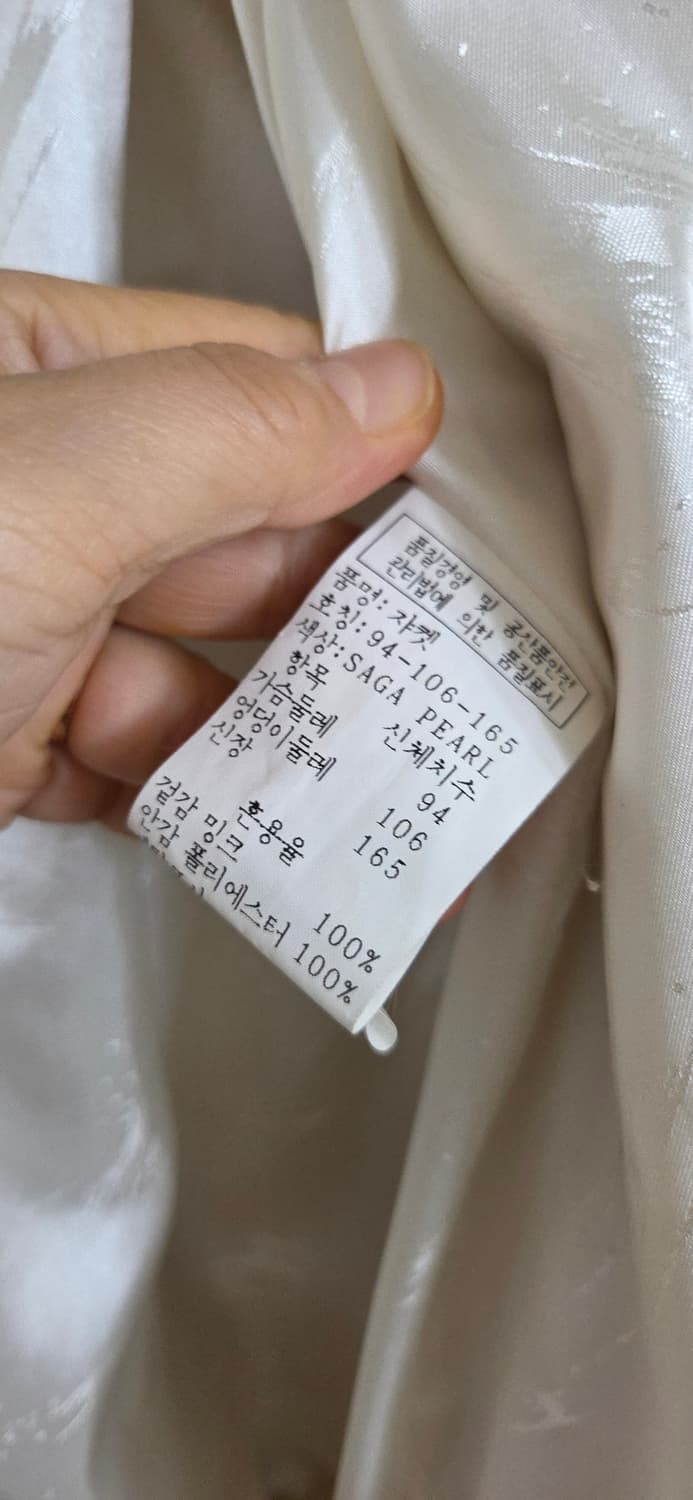 품질경영 및 공산품안전
관리법에 의한 품질표시
품명: 쟈켓
호칭:94-106-165
색상:SAGA PEARL
항목 신체치수
가슴둘레 94
엉덩이둘레 106
신장 165
혼용율
겉감 밍크 100%
안감 폴리에스터 100%